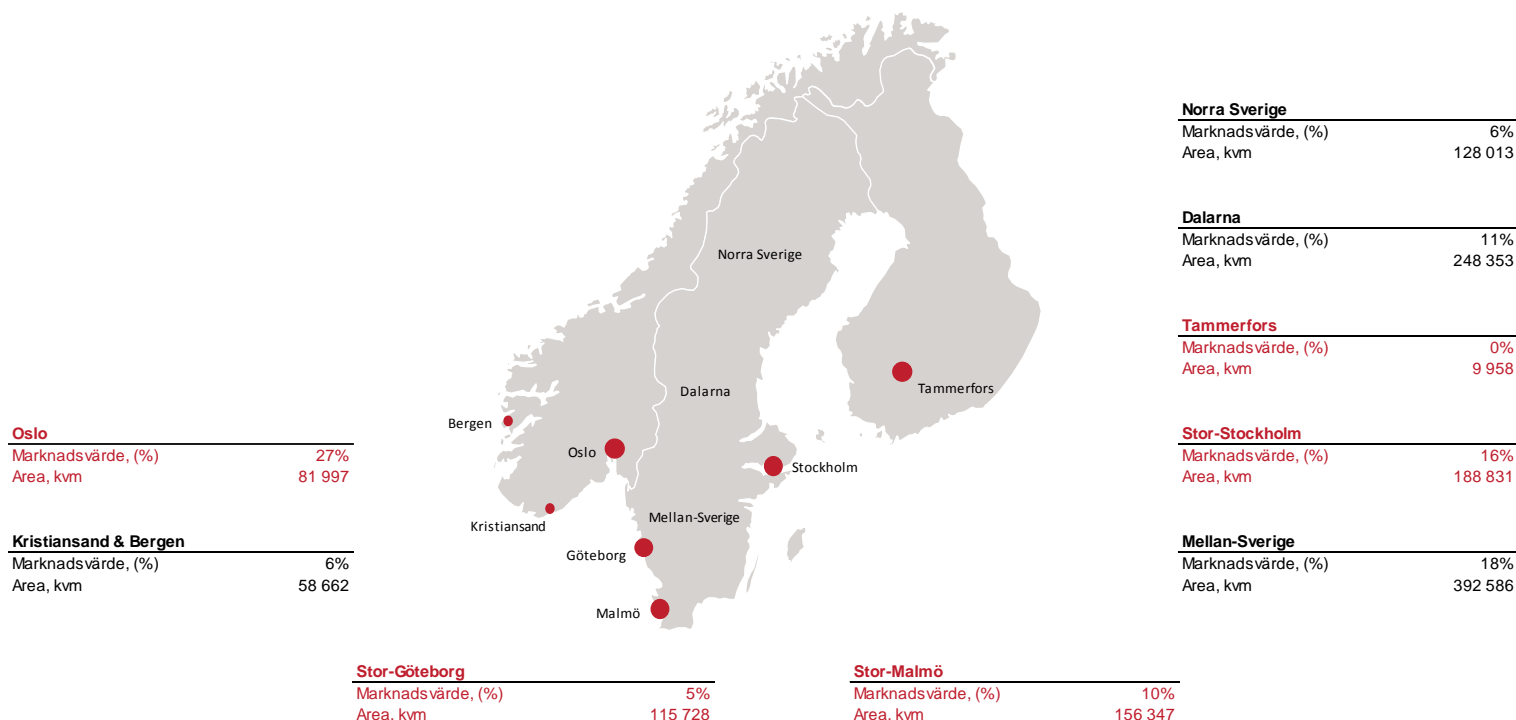 Norra Sverige
Marknadsvärde, (%) 6%
Area, kvm 128 013
Dalarna
Marknadsvärde, (%) 11%
Area, kvm 248 353
Tammerfors
Marknadsvärde, (%) 0%
Area, kvm 9 958
Stor-Stockholm
Marknadsvärde, (%) 16%
Area, kvm 188 831
Mellan-Sverige
Marknadsvärde, (%) 18%
Area, kvm 392 586
Norra Sverige
Dalarna
Tammerfors
Bergen
Oslo
Stockholm
Kristiansand
Mellan-Sverige
Göteborg
Malmö
Oslo
Marknadsvärde, (%) 27%
Area, kvm 81 997
Kristiansand & Bergen
Marknadsvärde, (%) 6%
Area, kvm 58 662
Stor-Göteborg
Marknadsvärde, (%) 5%
Area, kvm 115 728
Stor-Malmö
Marknadsvärde, (%) 10%
Area, kvm 156 347